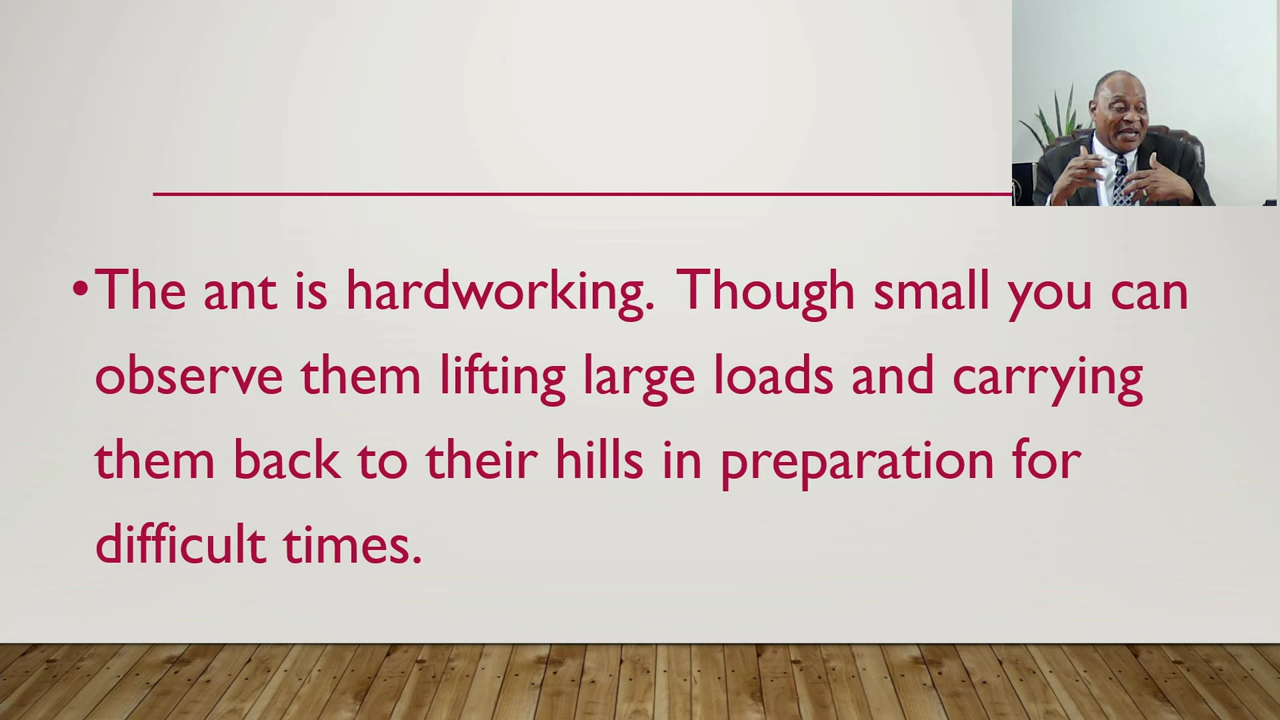 •The ant is hardworking.  Though small you can
observe them lifting large loads and carrying
them back to their hills in preparation for
difficult times.